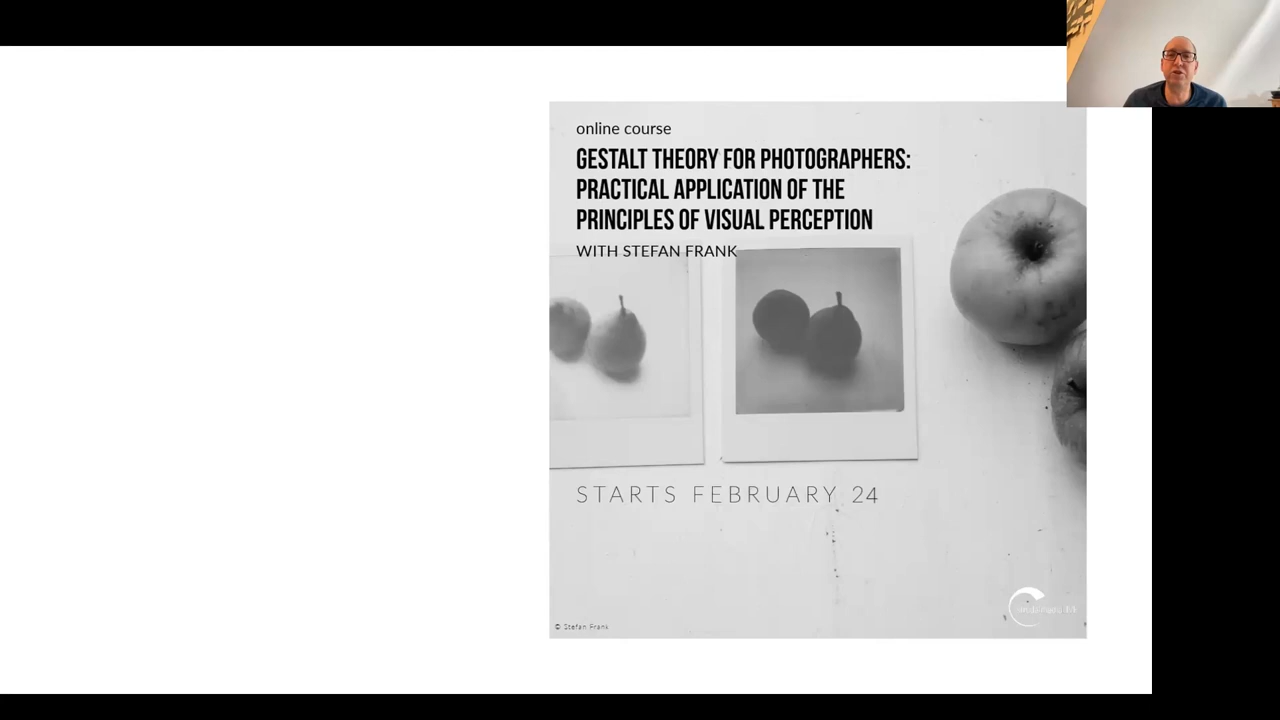 online course
GESTALT THEORY FOR PHOTOGRAPHERS:
PRACTICAL APPLICATION OF THE
PRINCIPLES OF VISUAL PERCEPTION
WITH STEFAN FRANK
STARTS FEBRUARY 24
© Stefan Frank